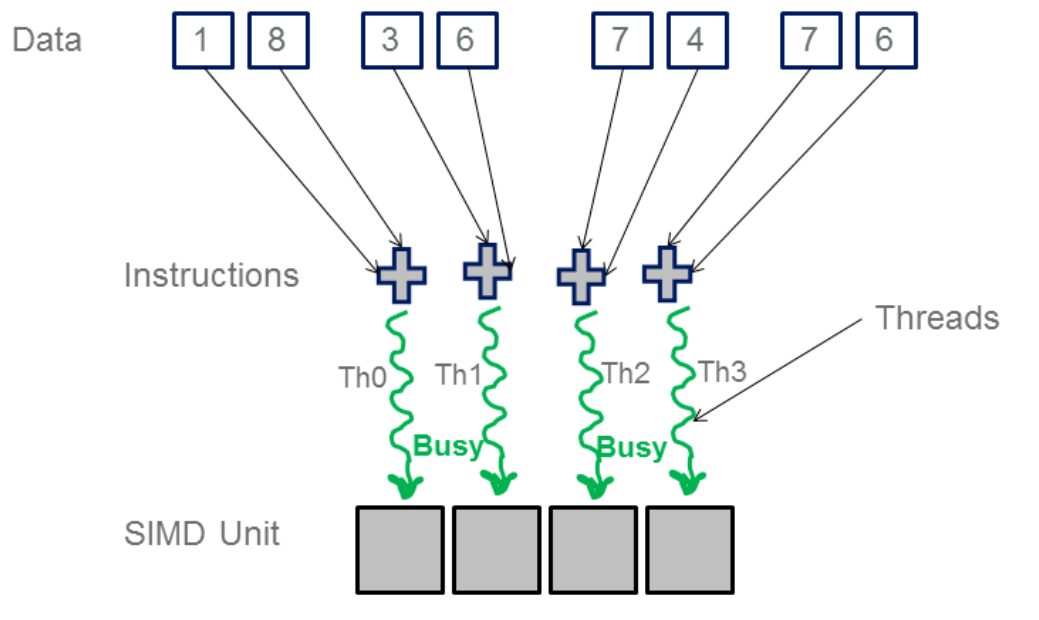 Data 1 8 3 6 7 4 7 6
Instructions
Threads
Th0 Th1 Th2 Th3
Busy Busy
SIMD Unit